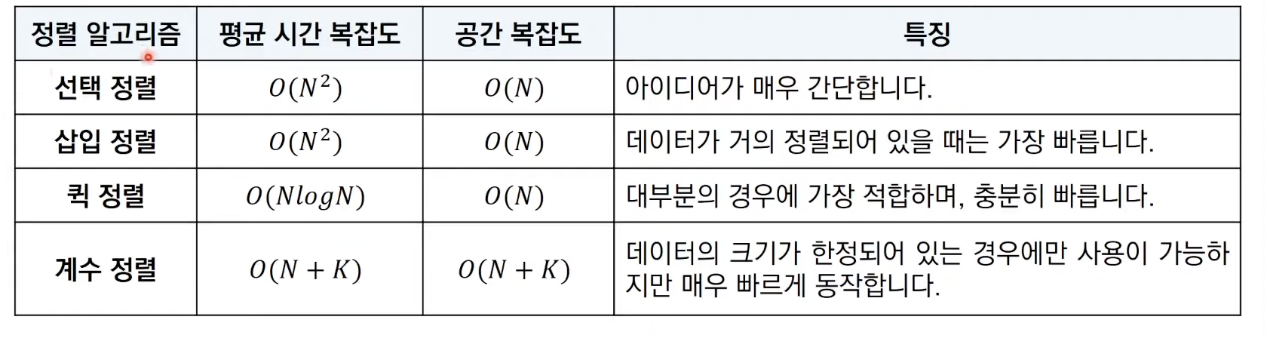 정렬 알고리즘 평균 시간 복잡도 공간 복잡도 특징
선택 정렬 O(N²) O(N) 아이디어가 매우 간단합니다.
삽입 정렬 O(N²) O(N) 데이터가 거의 정렬되어 있을 때는 가장 빠릅니다.
퀵 정렬 O(NlogN) O(N) 대부분의 경우에 가장 적합하며, 충분히 빠릅니다.
계수 정렬 O(N + K) O(N + K) 데이터의 크기가 한정되어 있는 경우에만 사용이 가능하
지만 매우 빠르게 동작합니다.